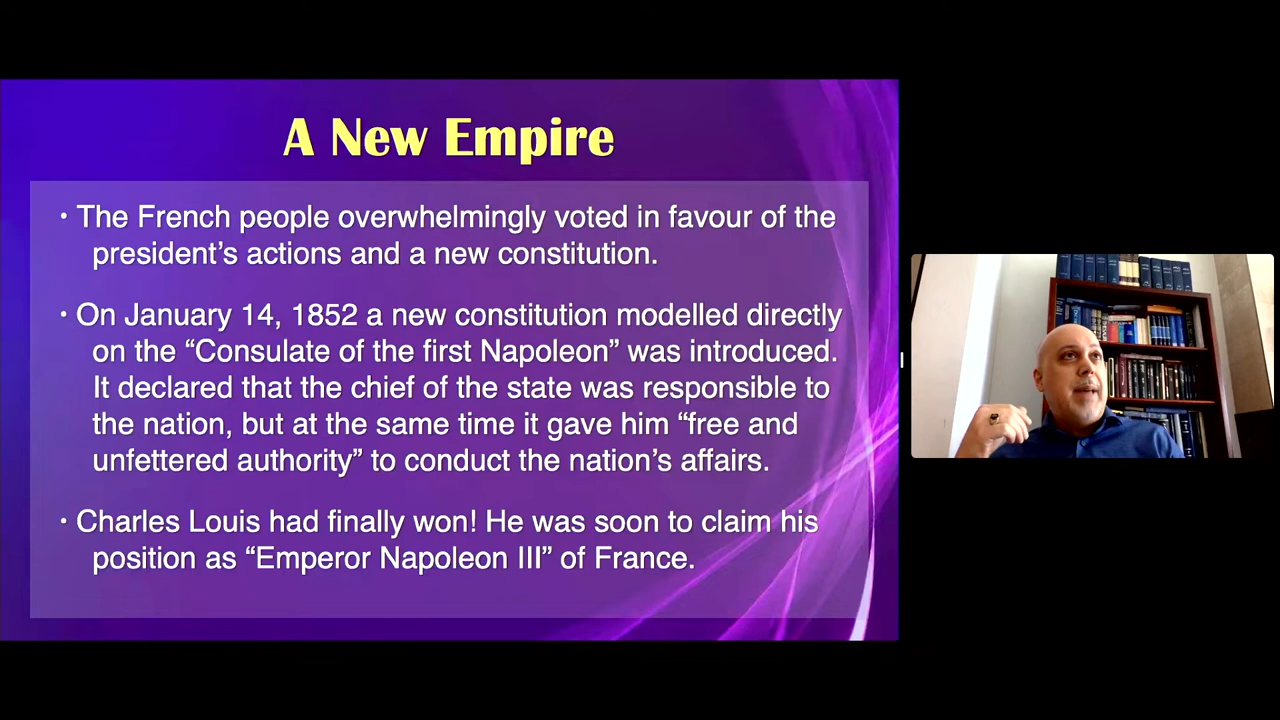 A New Empire
• The French people overwhelmingly voted in favour of the
president’s actions and a new constitution.
• On January 14, 1852 a new constitution modelled directly
on the “Consulate of the first Napoleon” was introduced.
It declared that the chief of the state was responsible to
the nation, but at the same time it gave him “free and
unfettered authority” to conduct the nation’s affairs.
• Charles Louis had finally won! He was soon to claim his
position as “Emperor Napoleon III” of France.